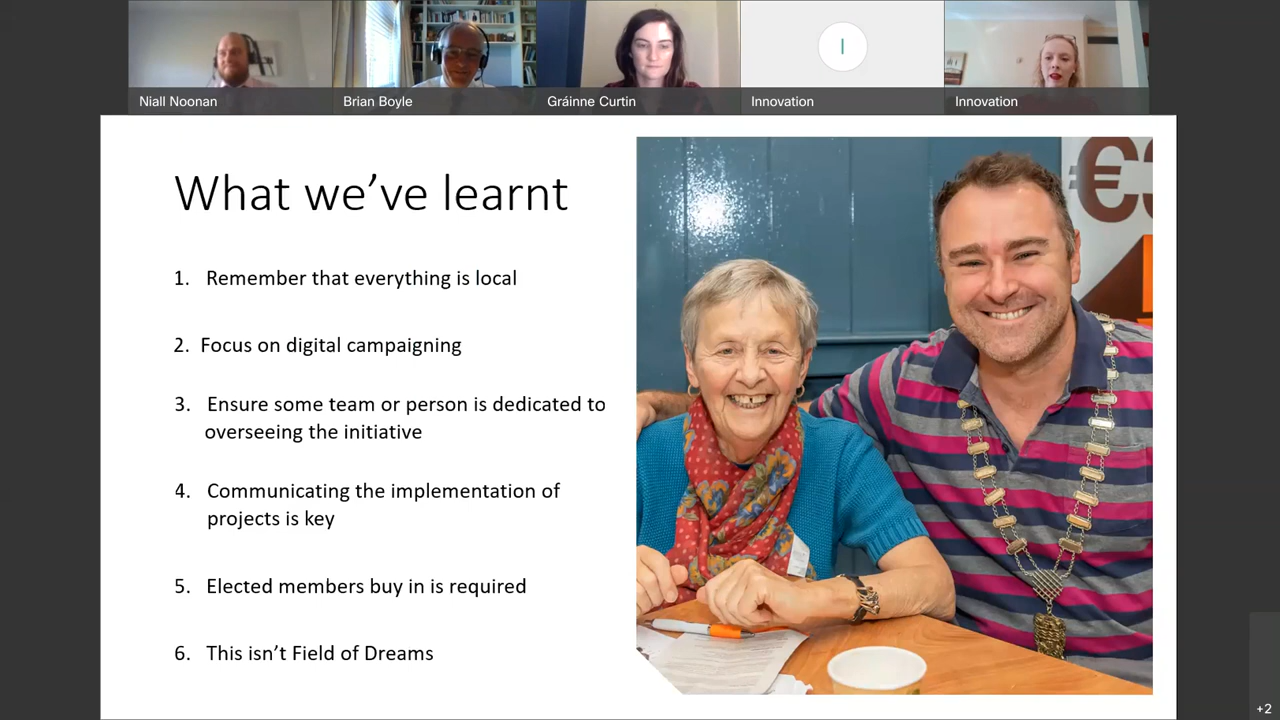 Niall Noonan
Brian Boyle
Gráinne Curtin
I
Innovation
Innovation
What we've learnt
€3
1. Remember that everything is local
2. Focus on digital campaigning
3. Ensure some team or person is dedicated to
overseeing the initiative
4. Communicating the implementation of
projects is key
5. Elected members buy in is required
6. This isn't Field of Dreams
+2